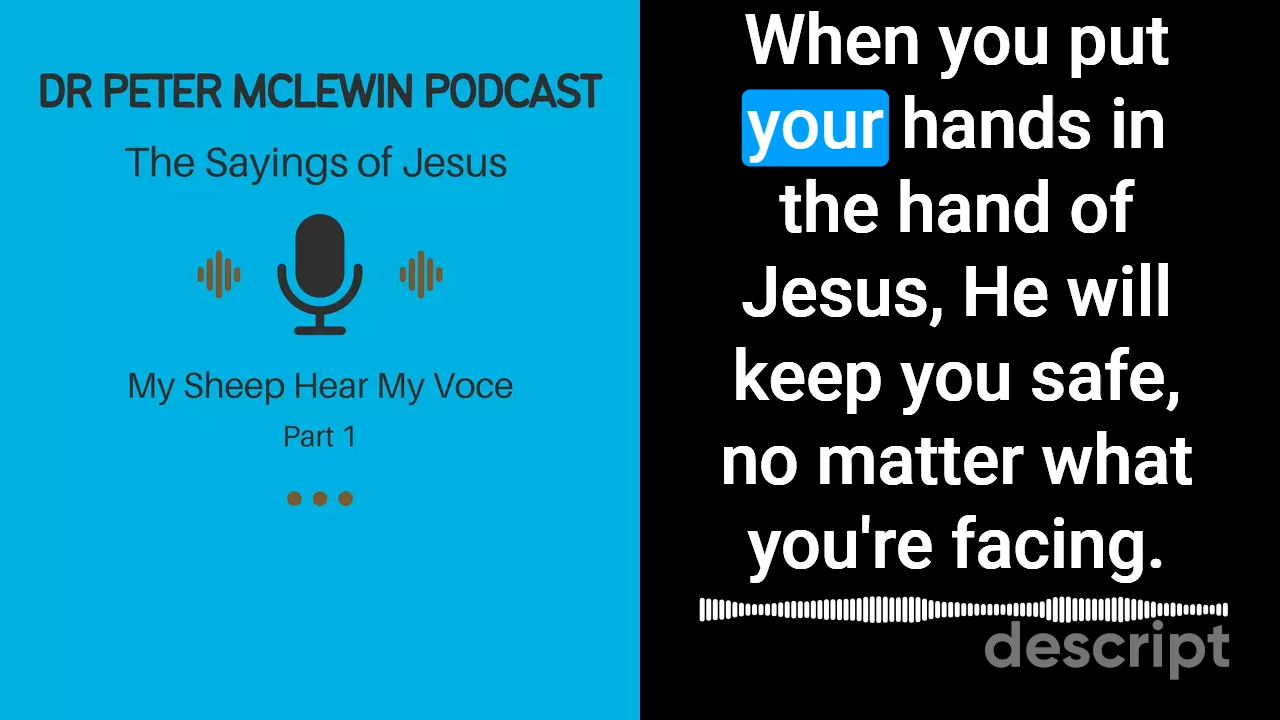 DR PETER MCLEWIN PODCAST
The Sayings of Jesus
My Sheep Hear My Voce
Part 1
When you put
your hands in
the hand of
Jesus, He will
keep you safe,
no matter what
you're facing.
descript